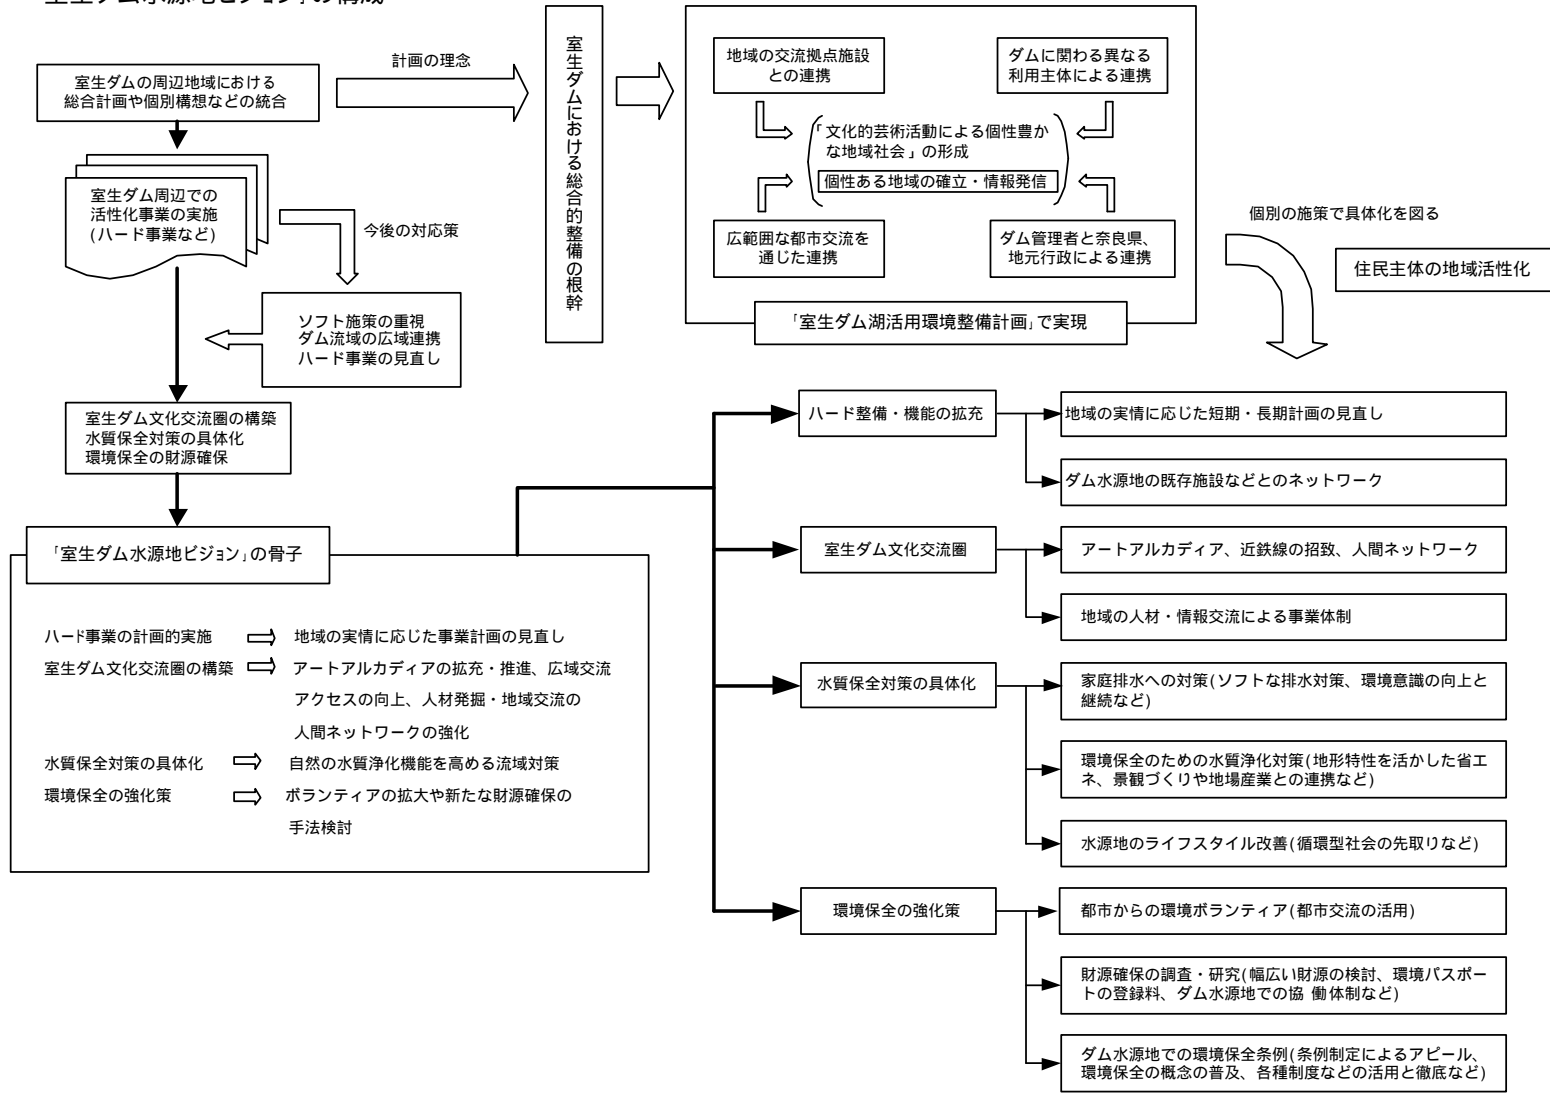 「室生ダム水源地ビジョン」の構成
室生ダムの周辺地域における
総合計画や個別構想などの統合
計画の理念
室生ダムにおける総合的整備の根幹
地域の交流拠点施設
との連携
ダムに関わる異なる
利用主体による連携
「文化的芸術活動による個性豊か
な地域社会」の形成
個性ある地域の確立・情報発信
広範囲な都市交流を
通じた連携
ダム管理者と奈良県、
地元行政による連携
「室生ダム湖活用環境整備計画」で実現
個別の施策で具体化を図る
住民主体の地域活性化
室生ダム周辺での
活性化事業の実施
(ハード事業など)
今後の対応策
ソフト施策の重視
ダム流域の広域連携
ハード事業の見直し
室生ダム文化交流圏の構築
水質保全対策の具体化
環境保全の財源確保
「室生ダム水源地ビジョン」の骨子
ハード事業の計画的実施
地域の実情に応じた事業計画の見直し
室生ダム文化交流圏の構築
アートアルカディアの拡充・推進、広域交流
アクセスの向上、人材発掘・地域交流の
人間ネットワークの強化
水質保全対策の具体化
自然の水質浄化機能を高める流域対策
環境保全の強化策
ボランティアの拡大や新たな財源確保の
手法検討
ハード整備・機能の拡充
地域の実情に応じた短期・長期計画の見直し
ダム水源地の既存施設などとのネットワーク
室生ダム文化交流圏
アートアルカディア、近鉄線の招致、人間ネットワーク
地域の人材・情報交流による事業体制
水質保全対策の具体化
家庭排水への対策(ソフトな排水対策、環境意識の向上と
継続など)
環境保全のための水質浄化対策(地形特性を活かした省エ
ネ、景観づくりや地場産業との連携など)
水源地のライフスタイル改善(循環型社会の先取りなど)
環境保全の強化策
都市からの環境ボランティア(都市交流の活用)
財源確保の調査・研究(幅広い財源の検討、環境パスポー
トの登録料、ダム水源地での協 働体制など)
ダム水源地での環境保全条例(条例制定によるアピール、
環境保全の概念の普及、各種制度などの活用と徹底など)